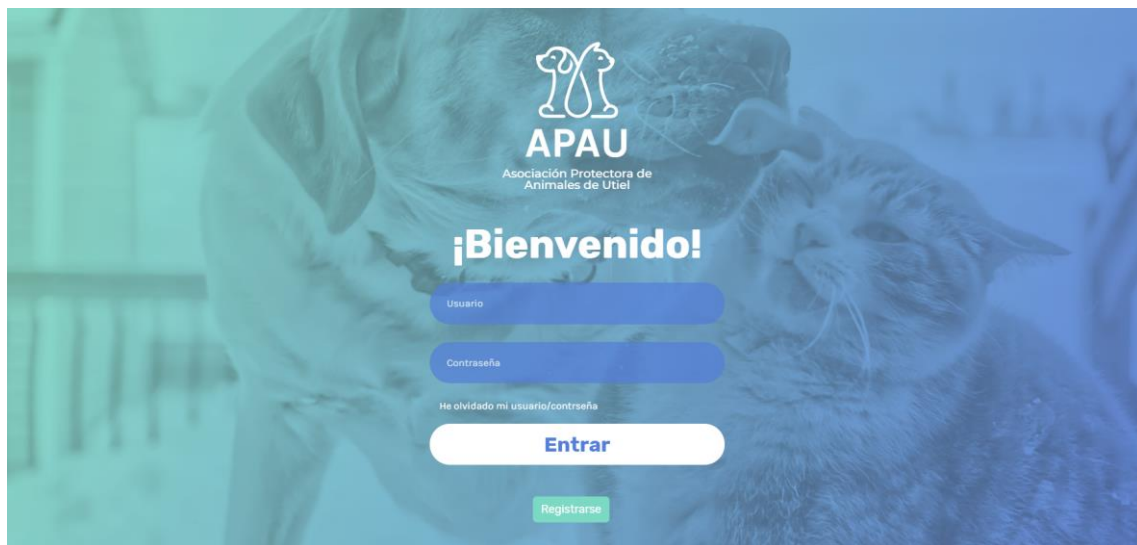 APAU
Asociación Protectora de
Animales de Utiel
¡Bienvenido!
Usuario
Contraseña
He olvidado mi usuario/contrseña
Entrar
Registrarse